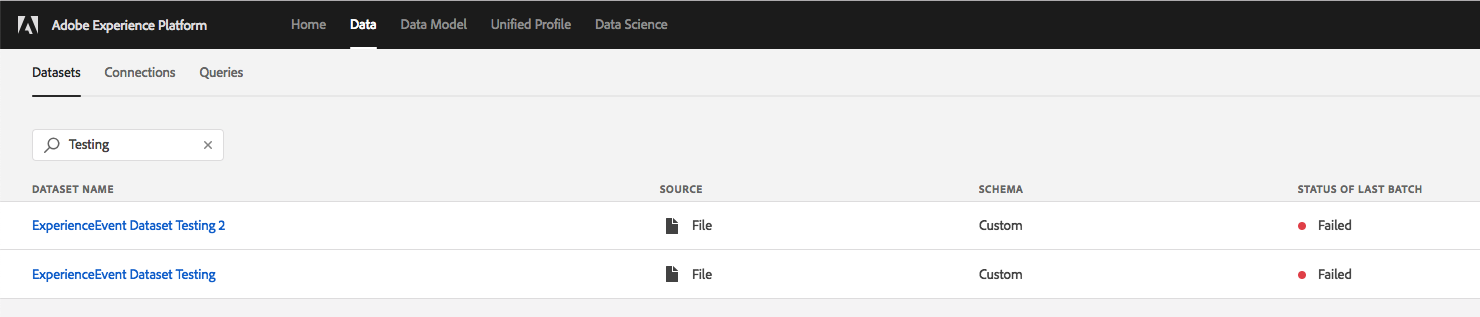 Adobe Experience Platform Home Data Data Model Unified Profile Data Science
Datasets Connections Queries
Testing
DATASET NAME SOURCE SCHEMA STATUS OF LAST BATCH
ExperienceEvent Dataset Testing 2 File Custom Failed
ExperienceEvent Dataset Testing File Custom Failed